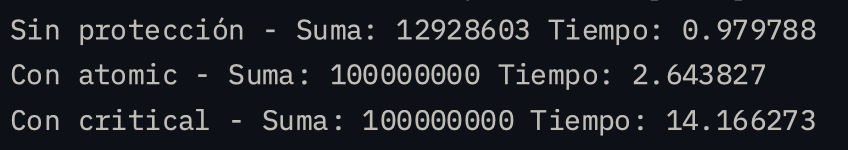 Sin protección - Suma: 12928603 Tiempo: 0.979788
Con atomic - Suma: 100000000 Tiempo: 2.643827
Con critical - Suma: 100000000 Tiempo: 14.166273